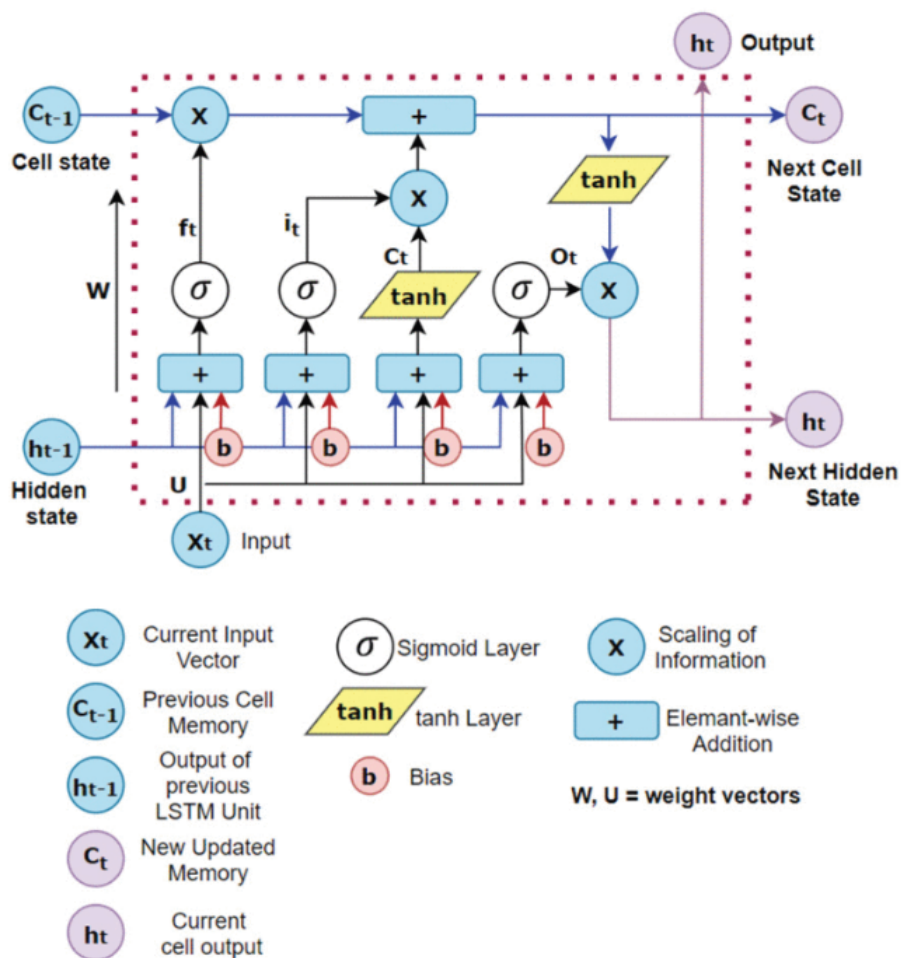 ht Output
Ct-1 X + Ct
Cell state
Next Cell
State
tanh
X
ft it Ct Ot
W
σ σ tanh σ X
+ + + +
ht-1 b b b b ht
Hidden
state
Next Hidden
State
U
Xt Input
Xt Current Input
Vector
σ Sigmoid Layer
X Scaling of
Information
Ct-1 Previous Cell
Memory
tanh tanh Layer
+ Elemant-wise
Addition
ht-1 Output of
previous
LSTM Unit
b Bias
W, U = weight vectors
Ct New Updated
Memory
ht Current
cell output